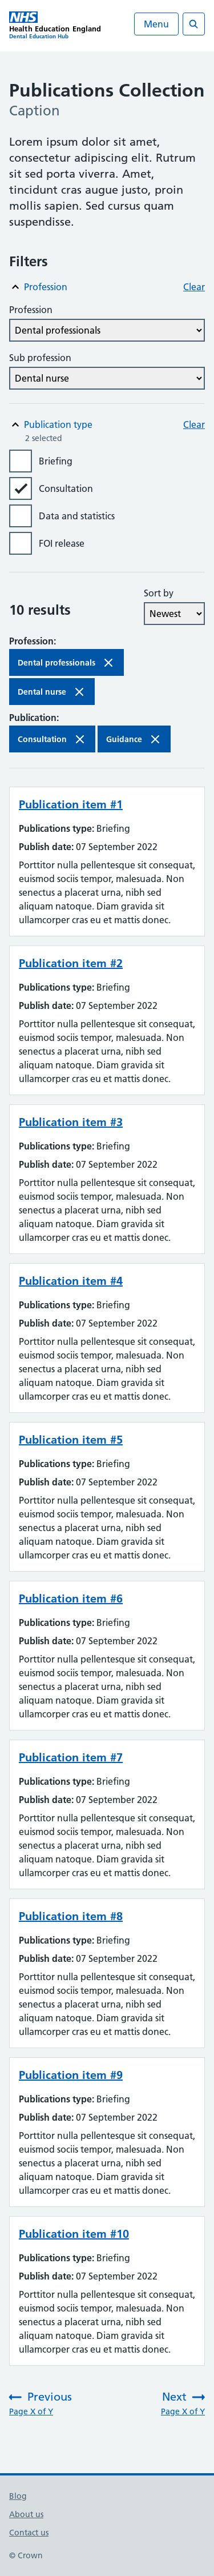 NHS
Health Education England
Dental Education Hub
Menu
Publications Collection
Caption
Lorem ipsum dolor sit amet,
consectetur adipiscing elit. Rutrum
sit sed porta viverra. Amet,
tincidunt cras augue justo, proin
mollis sapien. Sed cursus quam
suspendisse.
Filters
Profession
Clear
Profession
Dental professionals
Sub profession
Dental nurse
Publication type
Clear
2 selected
Briefing
Consultation
Data and statistics
FOI release
10 results
Sort by
Newest
Profession:
Dental professionals
Dental nurse
Publication:
Consultation
Guidance
Publication item #1
Publications type: Briefing
Publish date: 07 September 2022
Porttitor nulla pellentesque sit consequat,
euismod sociis tempor, malesuada. Non
senectus a placerat urna, nibh sed
aliquam natoque. Diam gravida sit
ullamcorper cras eu et mattis donec.
Publication item #2
Publications type: Briefing
Publish date: 07 September 2022
Porttitor nulla pellentesque sit consequat,
euismod sociis tempor, malesuada. Non
senectus a placerat urna, nibh sed
aliquam natoque. Diam gravida sit
ullamcorper cras eu et mattis donec.
Publication item #3
Publications type: Briefing
Publish date: 07 September 2022
Porttitor nulla pellentesque sit consequat,
euismod sociis tempor, malesuada. Non
senectus a placerat urna, nibh sed
aliquam natoque. Diam gravida sit
ullamcorper cras eu et mattis donec.
Publication item #4
Publications type: Briefing
Publish date: 07 September 2022
Porttitor nulla pellentesque sit consequat,
euismod sociis tempor, malesuada. Non
senectus a placerat urna, nibh sed
aliquam natoque. Diam gravida sit
ullamcorper cras eu et mattis donec.
Publication item #5
Publications type: Briefing
Publish date: 07 September 2022
Porttitor nulla pellentesque sit consequat,
euismod sociis tempor, malesuada. Non
senectus a placerat urna, nibh sed
aliquam natoque. Diam gravida sit
ullamcorper cras eu et mattis donec.
Publication item #6
Publications type: Briefing
Publish date: 07 September 2022
Porttitor nulla pellentesque sit consequat,
euismod sociis tempor, malesuada. Non
senectus a placerat urna, nibh sed
aliquam natoque. Diam gravida sit
ullamcorper cras eu et mattis donec.
Publication item #7
Publications type: Briefing
Publish date: 07 September 2022
Porttitor nulla pellentesque sit consequat,
euismod sociis tempor, malesuada. Non
senectus a placerat urna, nibh sed
aliquam natoque. Diam gravida sit
ullamcorper cras eu et mattis donec.
Publication item #8
Publications type: Briefing
Publish date: 07 September 2022
Porttitor nulla pellentesque sit consequat,
euismod sociis tempor, malesuada. Non
senectus a placerat urna, nibh sed
aliquam natoque. Diam gravida sit
ullamcorper cras eu et mattis donec.
Publication item #9
Publications type: Briefing
Publish date: 07 September 2022
Porttitor nulla pellentesque sit consequat,
euismod sociis tempor, malesuada. Non
senectus a placerat urna, nibh sed
aliquam natoque. Diam gravida sit
ullamcorper cras eu et mattis donec.
Publication item #10
Publications type: Briefing
Publish date: 07 September 2022
Porttitor nulla pellentesque sit consequat,
euismod sociis tempor, malesuada. Non
senectus a placerat urna, nibh sed
aliquam natoque. Diam gravida sit
ullamcorper cras eu et mattis donec.
Previous
Page X of Y
Next
Page X of Y
Blog
About us
Contact us
© Crown